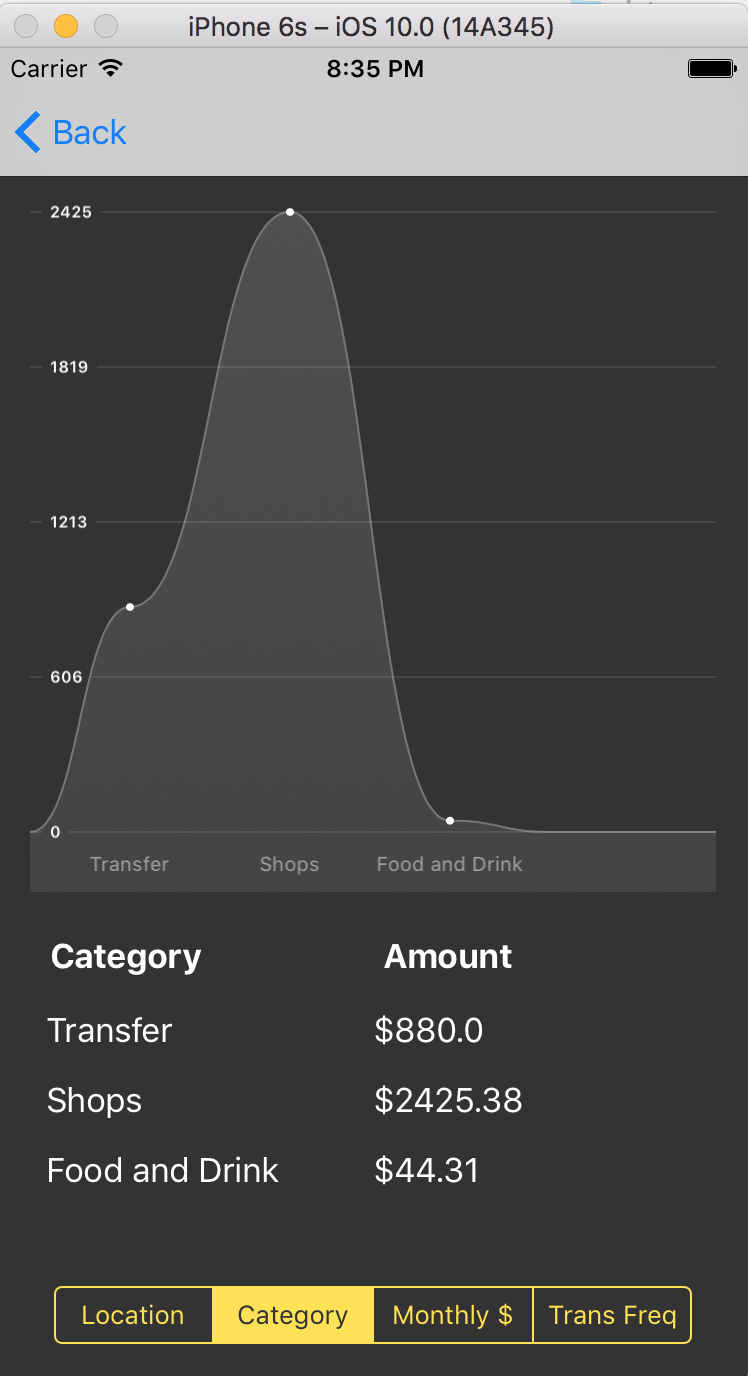 iPhone 6s – iOS 10.0 (14A345)
Carrier 8:35 PM
Back
2425
1819
1213
606
0
Transfer Shops Food and Drink
Category Amount
Transfer $880.0
Shops $2425.38
Food and Drink $44.31
Location Category Monthly $ Trans Freq